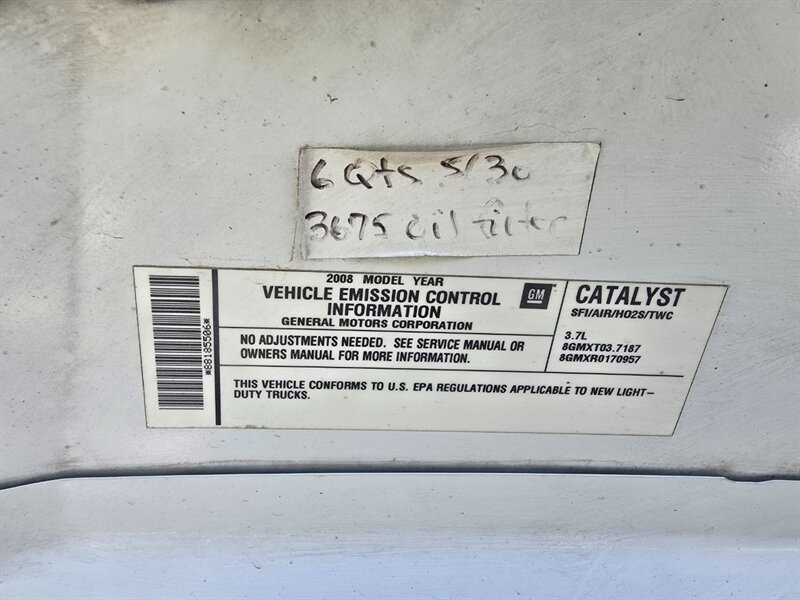 6 Qts 5/30
3675 oil filter
2008 MODEL YEAR
VEHICLE EMISSION CONTROL
INFORMATION
GENERAL MOTORS CORPORATION
GM
NO ADJUSTMENTS NEEDED. SEE SERVICE MANUAL OR
OWNERS MANUAL FOR MORE INFORMATION.
CATALYST
SFI/AIR/HO2S/TWC
3.7L
8GMXT03.7187
8GMXR0170957
THIS VEHICLE CONFORMS TO U.S. EPA REGULATIONS APPLICABLE TO NEW LIGHT-
DUTY TRUCKS.
*88185506*